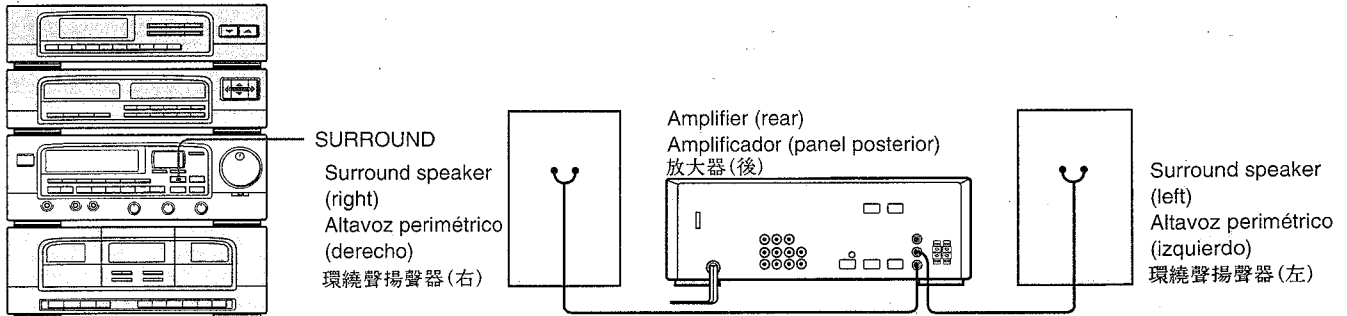 SURROUND
Surround speaker
(right)
Altavoz perimétrico
(derecho)
環繞聲揚聲器(右)
Amplifier (rear)
Amplificador (panel posterior)
放大器(後)
Surround speaker
(left)
Altavoz perimétrico
(izquierdo)
環繞聲揚聲器(左)